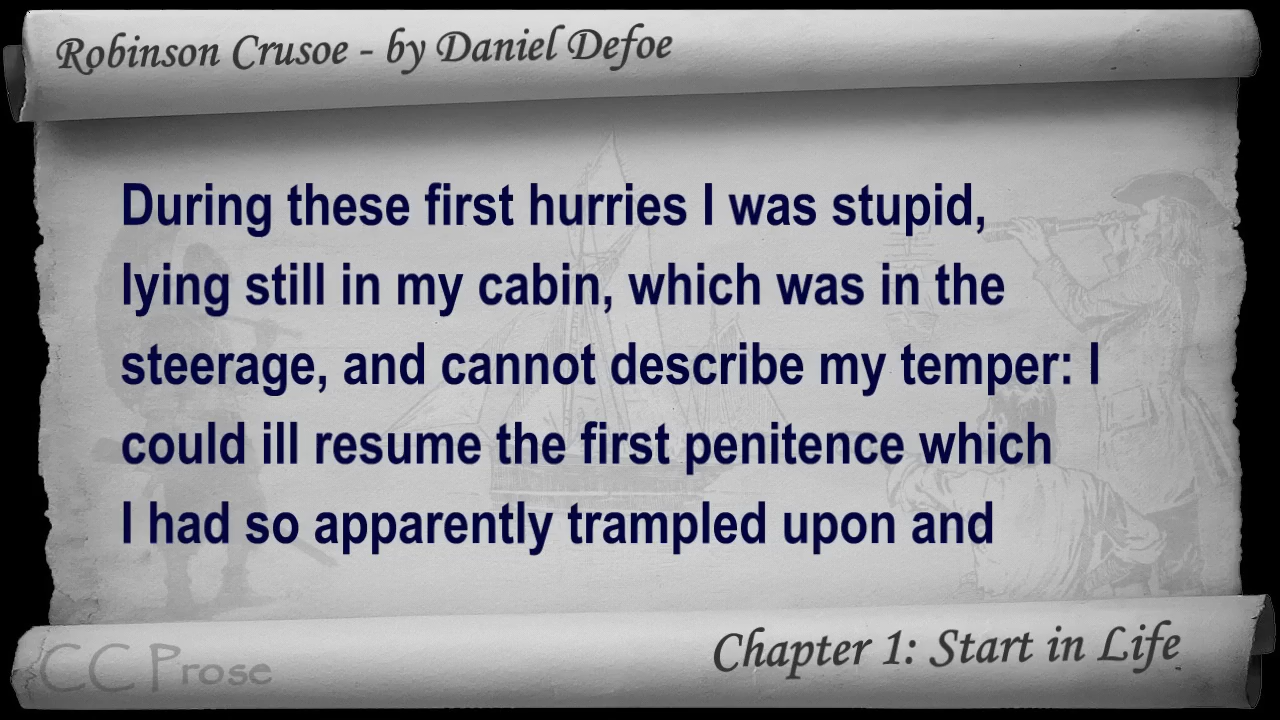 Robinson Crusoe - by Daniel Defoe
During these first hurries I was stupid,
lying still in my cabin, which was in the
steerage, and cannot describe my temper: I
could ill resume the first penitence which
I had so apparently trampled upon and
Chapter 1: Start in Life
CC Prose